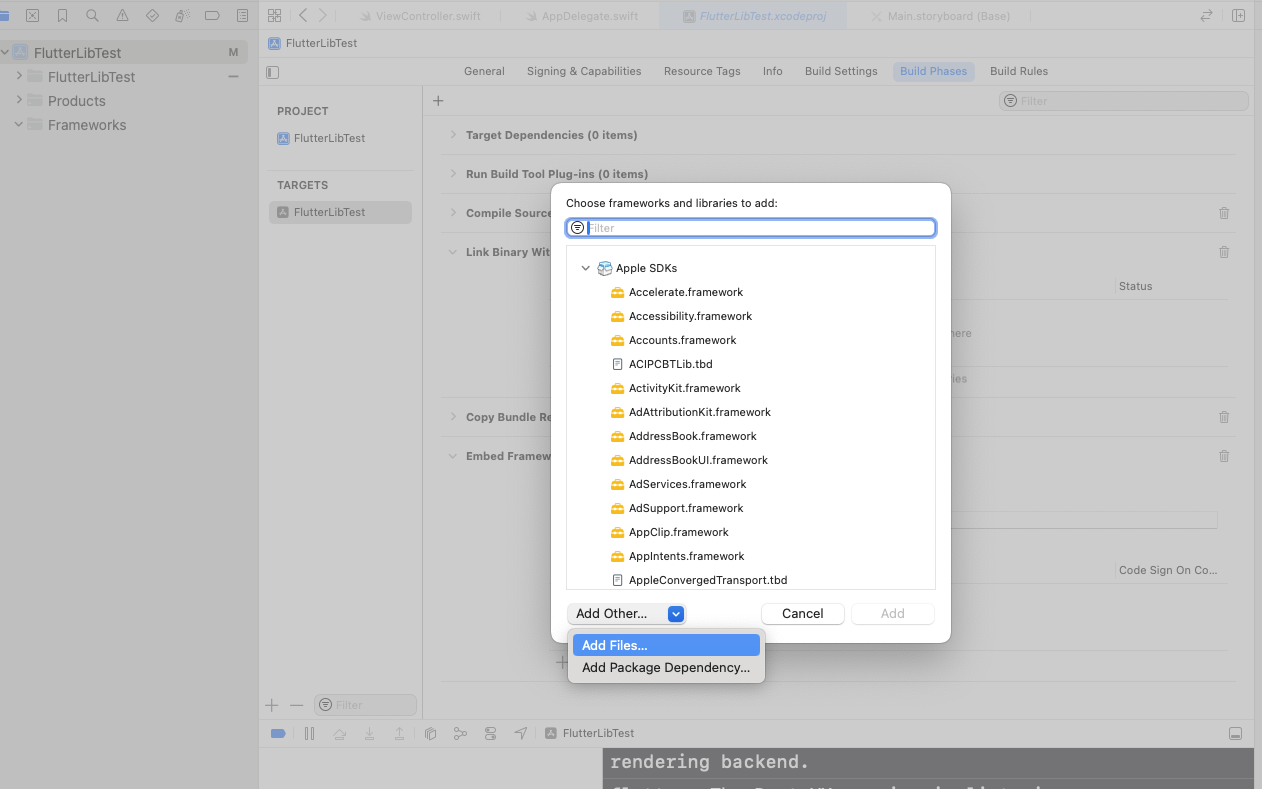 ViewController.swift
AppDelegate.swift
FlutterLibTest.xcodeproj
Main.storyboard (Base)
FlutterLibTest M
FlutterLibTest
Products
Frameworks
FlutterLibTest
General
Signing & Capabilities
Resource Tags
Info
Build Settings
Build Phases
Build Rules
PROJECT
FlutterLibTest
TARGETS
FlutterLibTest
Filter
Filter
Target Dependencies (0 items)
Run Build Tool Plug-ins (0 items)
Compile Source
Link Binary Wit
Status
Copy Bundle Re
Embed Framew
Code Sign On Co...
Choose frameworks and libraries to add:
Filter
Apple SDKs
Accelerate.framework
Accessibility.framework
Accounts.framework
ACIPCBTLib.tbd
ActivityKit.framework
AdAttributionKit.framework
AddressBook.framework
AddressBookUI.framework
AdServices.framework
AdSupport.framework
AppClip.framework
AppIntents.framework
AppleConvergedTransport.tbd
Add Other...
Cancel
Add
Add Files...
Add Package Dependency...
FlutterLibTest
rendering backend.